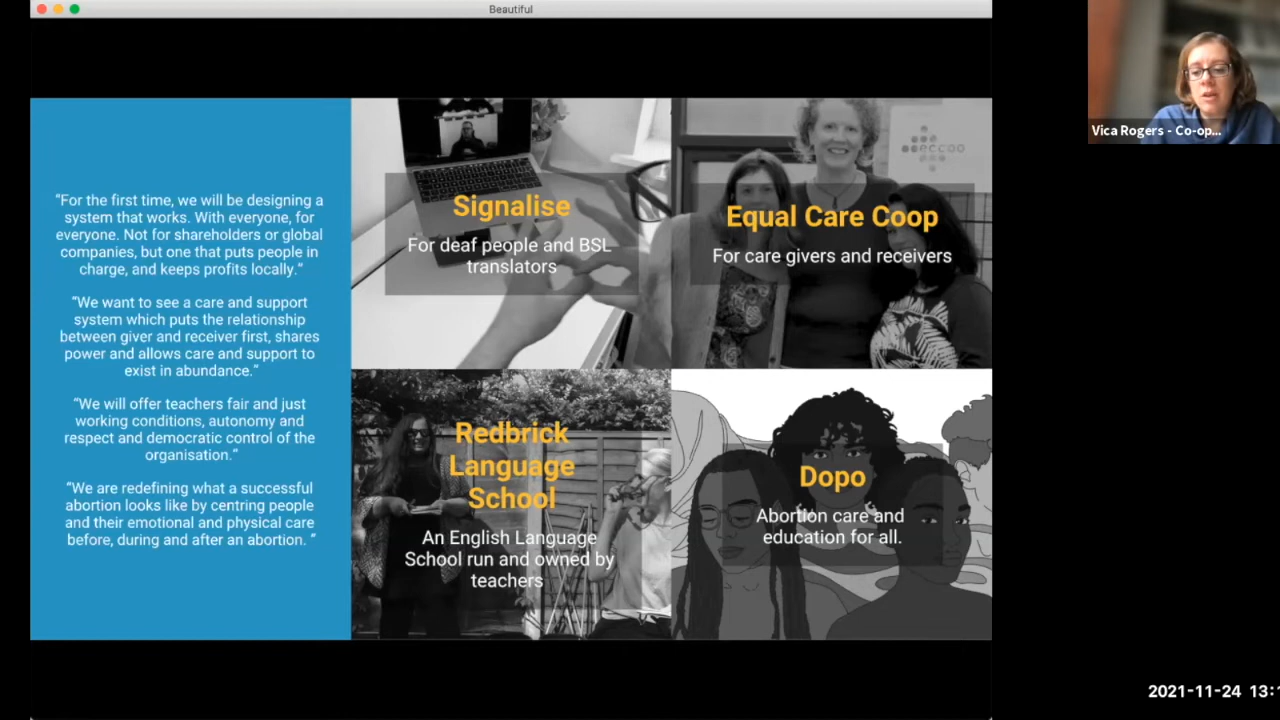 Beautiful
“For the first time, we will be designing a
system that works. With everyone, for
everyone. Not for shareholders or global
companies, but one that puts people in
charge, and keeps profits locally.“
“We want to see a care and support
system which puts the relationship
between giver and receiver first, shares
power and allows care and support to
exist in abundance.“
“We will offer teachers fair and just
working conditions, autonomy and
respect and democratic control of the
organisation.“
“We are redefining what a successful
abortion looks like by centring people
and their emotional and physical care
before, during and after an abortion. ”
Signalise
For deaf people and BSL
translators
eccoo
Equal Care Coop
For care givers and receivers
Redbrick
Language
School
An English Language
School run and owned by
teachers
Dopo
Abortion care and
education for all.
Vica Rogers - Co-op...
2021-11-24 13: